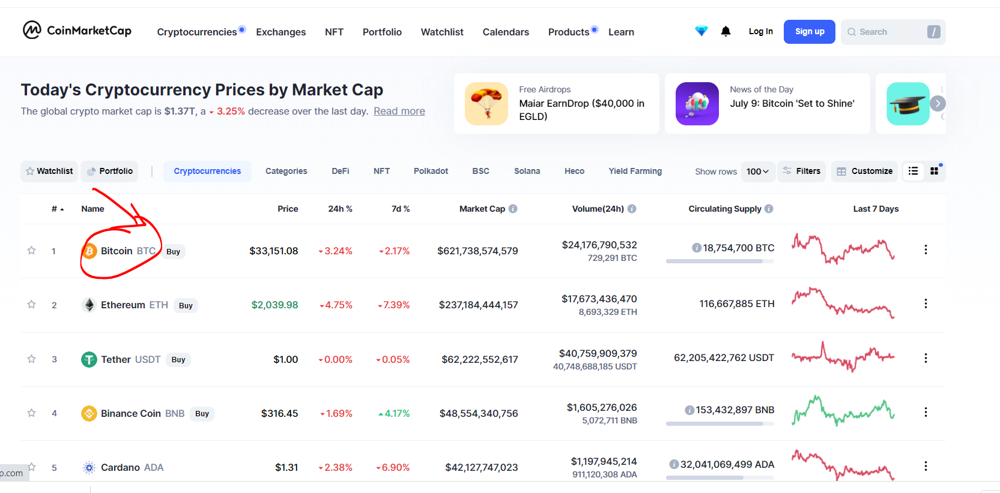 CoinMarketCap Cryptocurrencies Exchanges NFT Portfolio Watchlist Calendars Products Learn Log In Sign up Search /
Today's Cryptocurrency Prices by Market Cap
The global crypto market cap is $1.37T, a 3.25% decrease over the last day. Read more
Free Airdrops
Maiar EarnDrop ($40,000 in
EGLD)
News of the Day
July 9: Bitcoin 'Set to Shine'
Watchlist Portfolio Cryptocurrencies Categories DeFi NFT Polkadot BSC Solana Heco Yield Farming Show rows 100 Filters Customize
# Name Price 24h % 7d % Market Cap Volume(24h) Circulating Supply Last 7 Days
1 Bitcoin BTC Buy $33,151.08 3.24% 2.17% $621,738,574,579 $24,176,790,532 18,754,700 BTC
729,291 BTC
2 Ethereum ETH Buy $2,039.98 4.75% 7.39% $237,184,444,157 $17,673,436,470 116,667,885 ETH
8,693,329 ETH
3 Tether USDT Buy $1.00 0.00% 0.05% $62,222,552,617 $40,759,909,379 62,205,422,762 USDT
40,748,688,185 USDT
4 Binance Coin BNB Buy $316.45 1.69% 4.17% $48,554,340,756 $1,605,276,026 153,432,897 BNB
5,072,711 BNB
5 Cardano ADA $1.31 2.38% 6.90% $42,127,747,023 $1,197,945,214 32,041,069,499 ADA
911,120,308 ADA
p.com